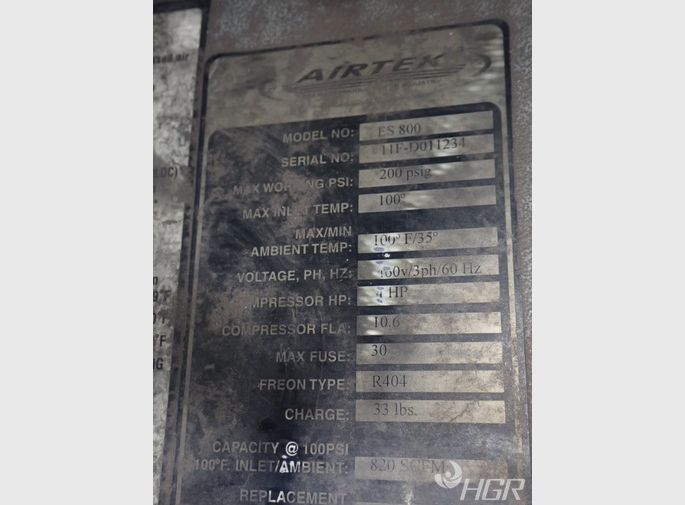 AIRTEK
MODEL NO: ES 800
SERIAL NO: 11F-D011234
MAX WORKING PSI: 200 psig
MAX INLET TEMP: 100°
MAX/MIN
AMBIENT TEMP: 100° F/35°
VOLTAGE, PH, HZ: 460v/3ph/60 Hz
COMPRESSOR HP: 4 HP
COMPRESSOR FLA: 10.6
MAX FUSE: 30
FREON TYPE: R404
CHARGE: 33 lbs.
CAPACITY @ 100PSI
100°F. INLET/AMBIENT: 820 SCFM
REPLACEMENT
HGR